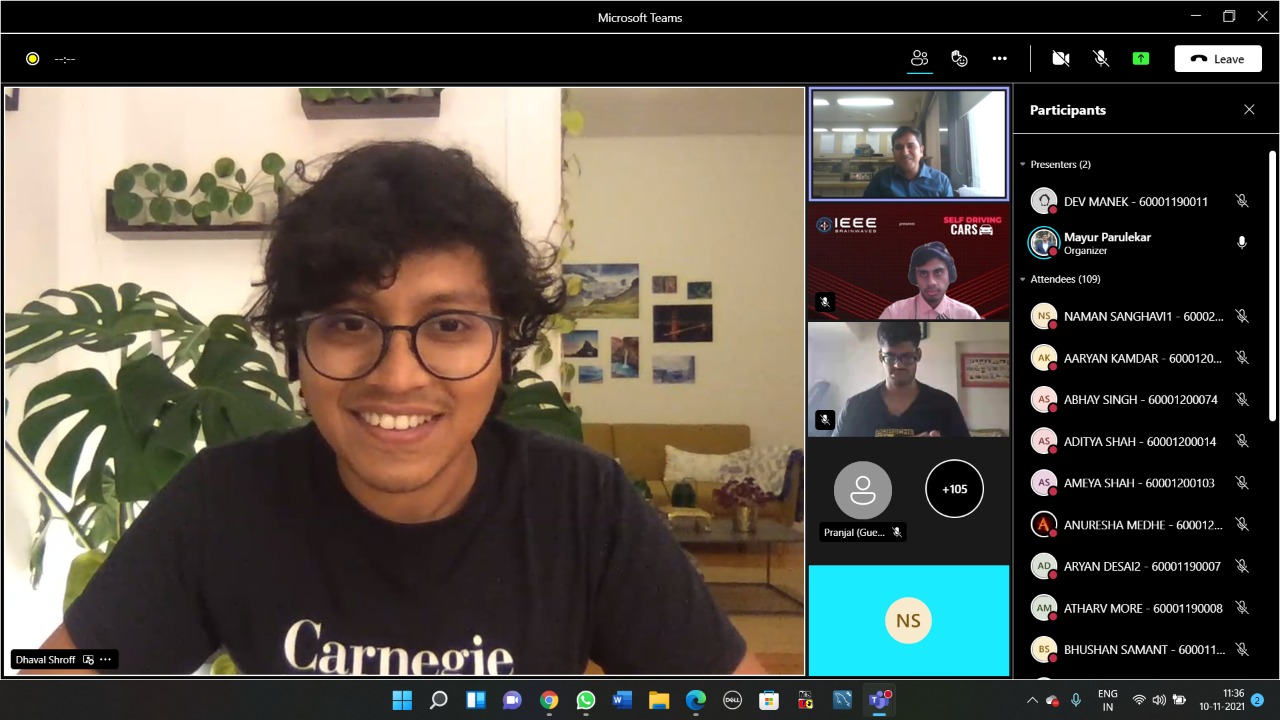 Microsoft Teams
--:--
Leave
Participants
Presenters (2)
DEV MANEK - 60001190011
Mayur Parulekar
Organizer
Attendees (109)
NS
NAMAN SANGHAVI1 - 60002...
AK
AARYAN KAMDAR - 6000120...
AS
ABHAY SINGH - 60001200074
AS
ADITYA SHAH - 60001200014
AS
AMEYA SHAH - 60001200103
A
ANURESHA MEDHE - 600012...
AD
ARYAN DESAI2 - 60001190007
AM
ATHARV MORE - 60001190008
BS
BHUSHAN SAMANT - 600011...
IEEE
BRAINWAVES
presents
SELF DRIVING
CARS
Pranjal (Gue...
+105
NS
Carnegie
Dhaval Shroff
DELL
ENG
IN
11:36
10-11-2021
2